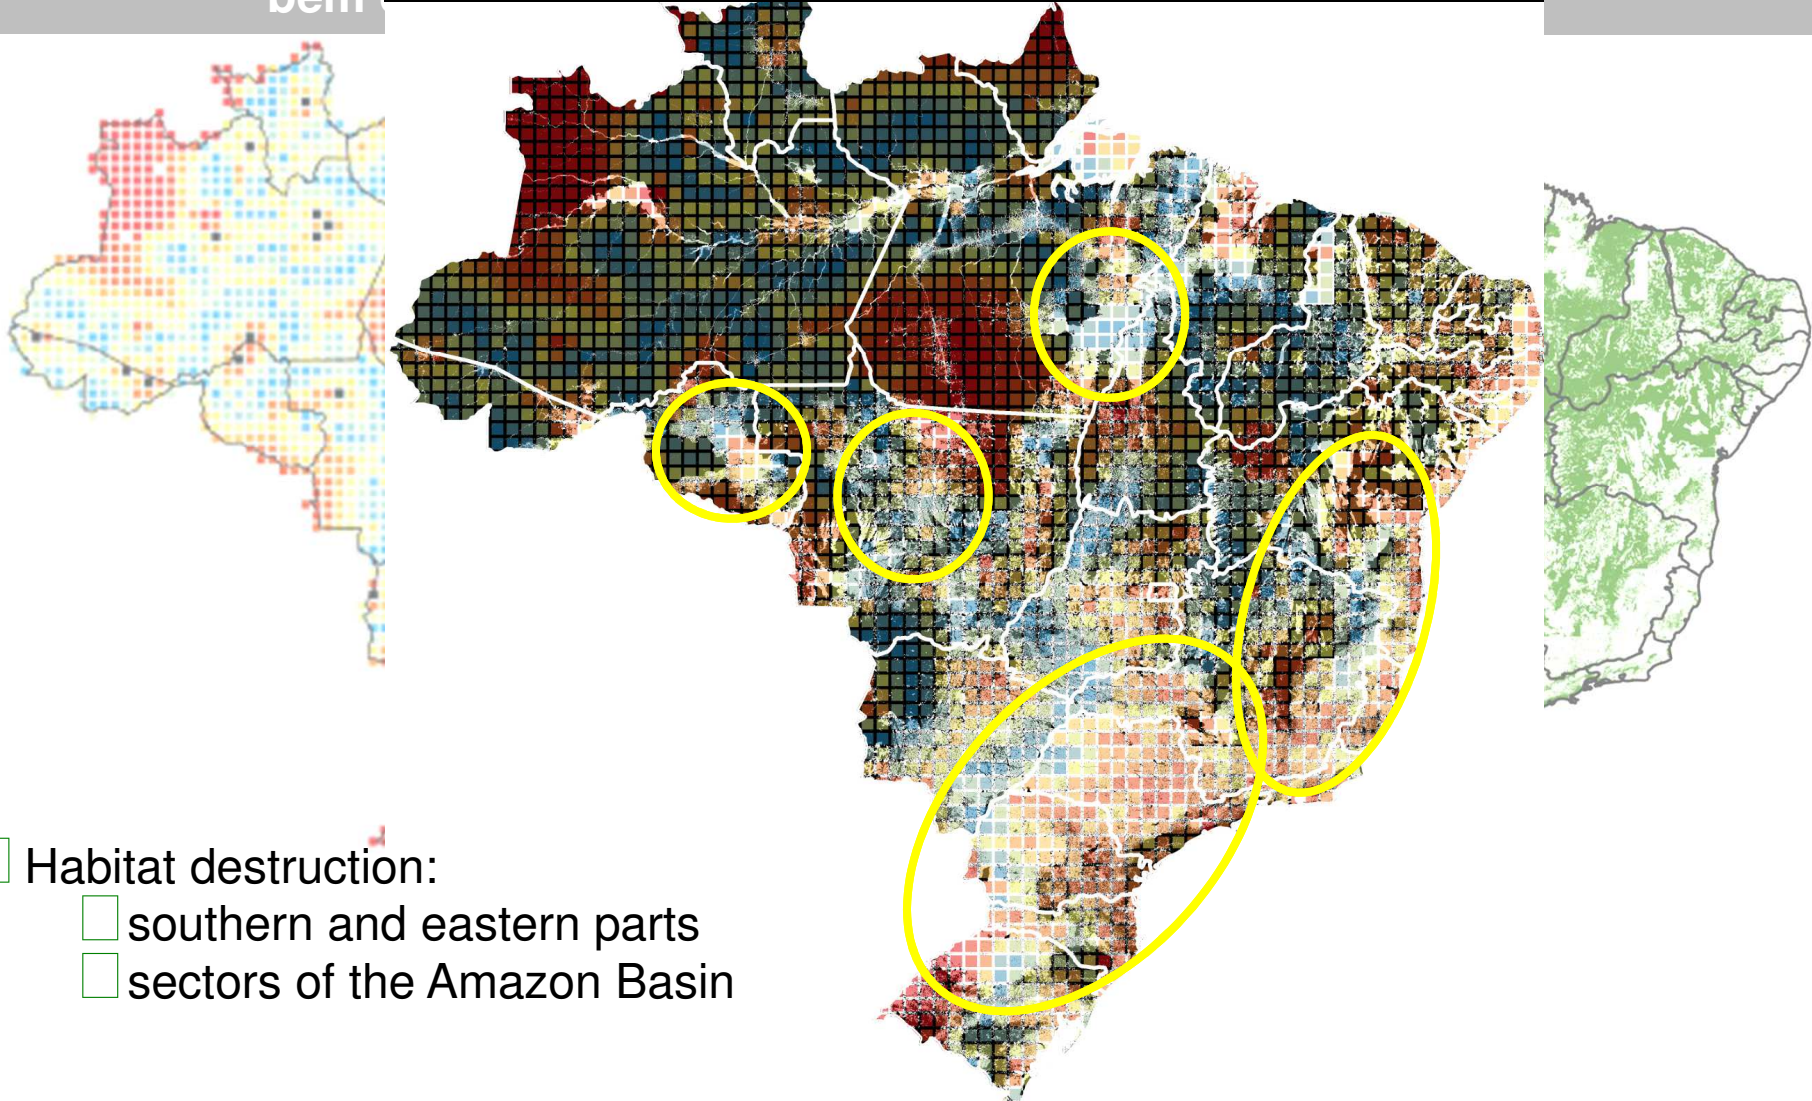 Habitat destruction:
southern and eastern parts
sectors of the Amazon Basin